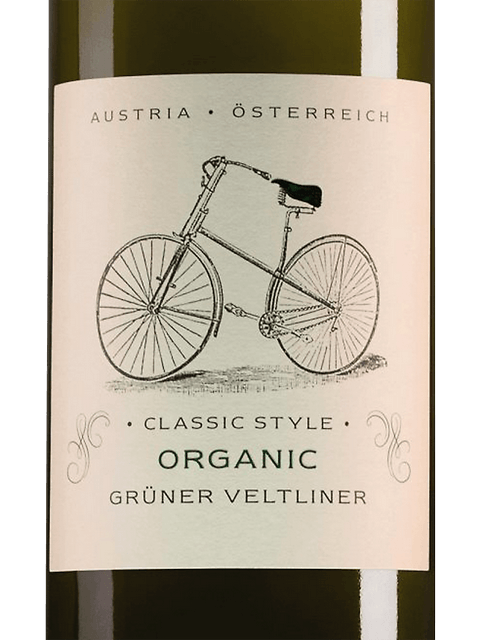 AUSTRIA • ÖSTERREICH
• CLASSIC STYLE •
ORGANIC
GRÜNER VELTLINER